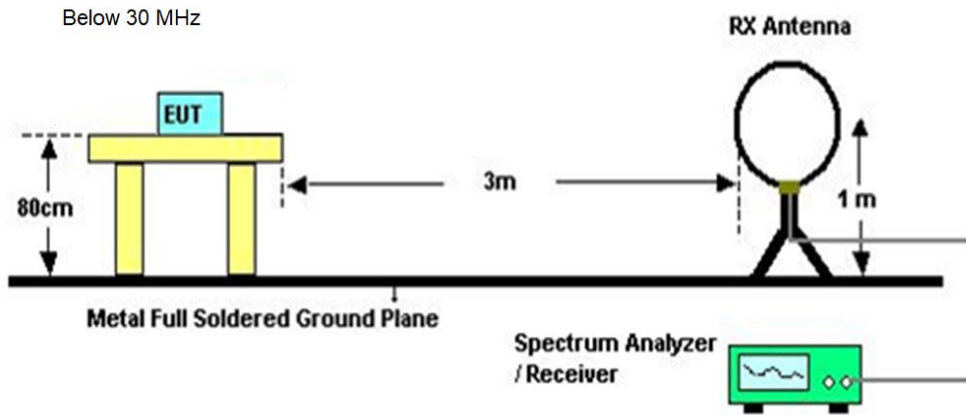 Below 30 MHz
RX Antenna
EUT
80cm
3m
1 m
Metal Full Soldered Ground Plane
Spectrum Analyzer
/ Receiver